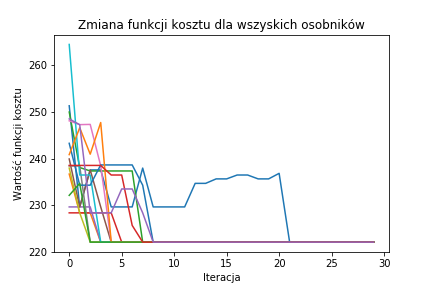 Zmiana funkcji kosztu dla wszyskich osobników
Wartość funkcji kosztu
260
250
240
230
220
0 5 10 15 20 25 30
Iteracja